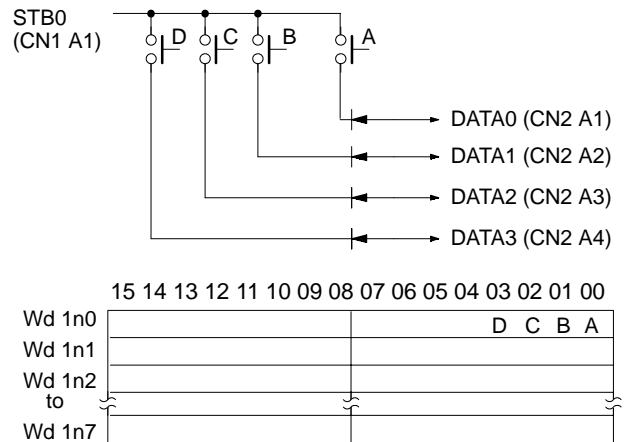 STB0
(CN1 A1)
D C B A
DATA0 (CN2 A1)
DATA1 (CN2 A2)
DATA2 (CN2 A3)
DATA3 (CN2 A4)
15 14 13 12 11 10 09 08 07 06 05 04 03 02 01 00
Wd 1n0 D C B A
Wd 1n1
Wd 1n2
to
Wd 1n7